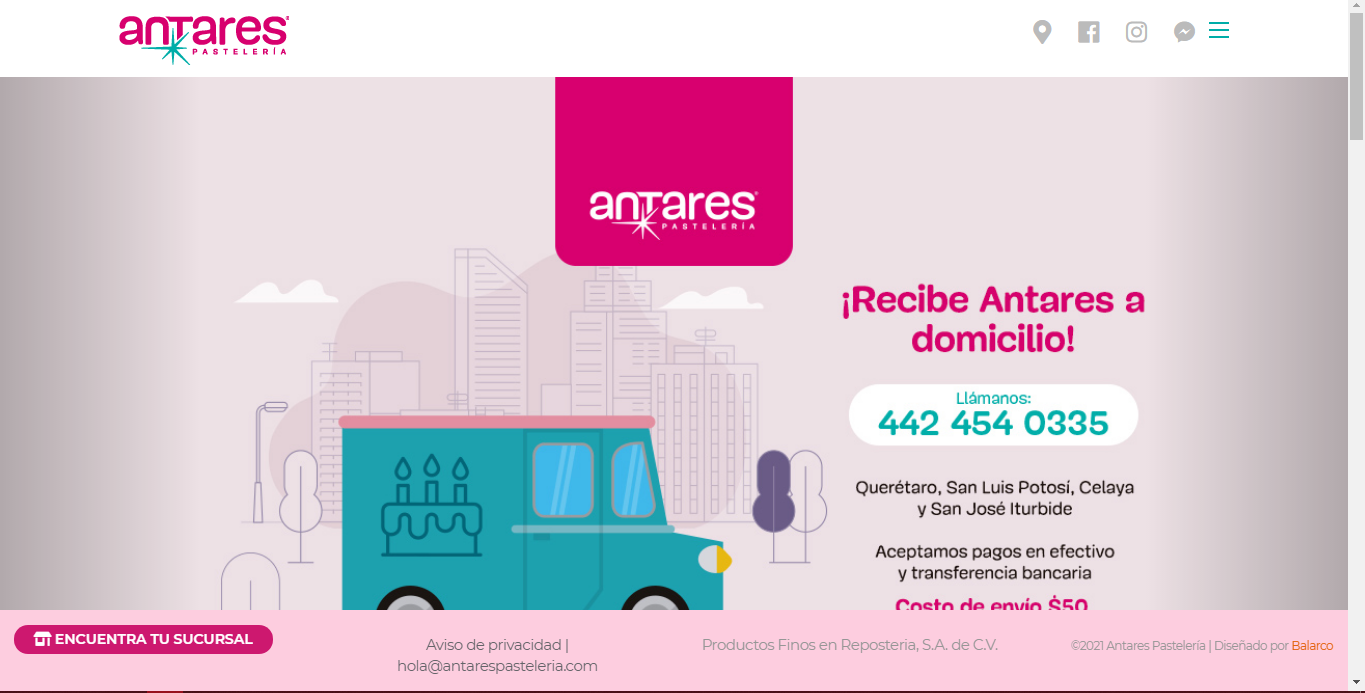 antares
PASTELERÍA
antares
PASTELERÍA
¡Recibe Antares a
domicilio!
Llámanos:
442 454 0335
Querétaro, San Luis Potosí, Celaya
y San José Iturbide
Aceptamos pagos en efectivo
y transferencia bancaria
Costo de envío $50
ENCUENTRA TU SUCURSAL
Aviso de privacidad |
hola@antarespasteleria.com
Productos Finos en Reposteria, S.A. de C.V.
©2021 Antares Pastelería | Diseñado por Balarco